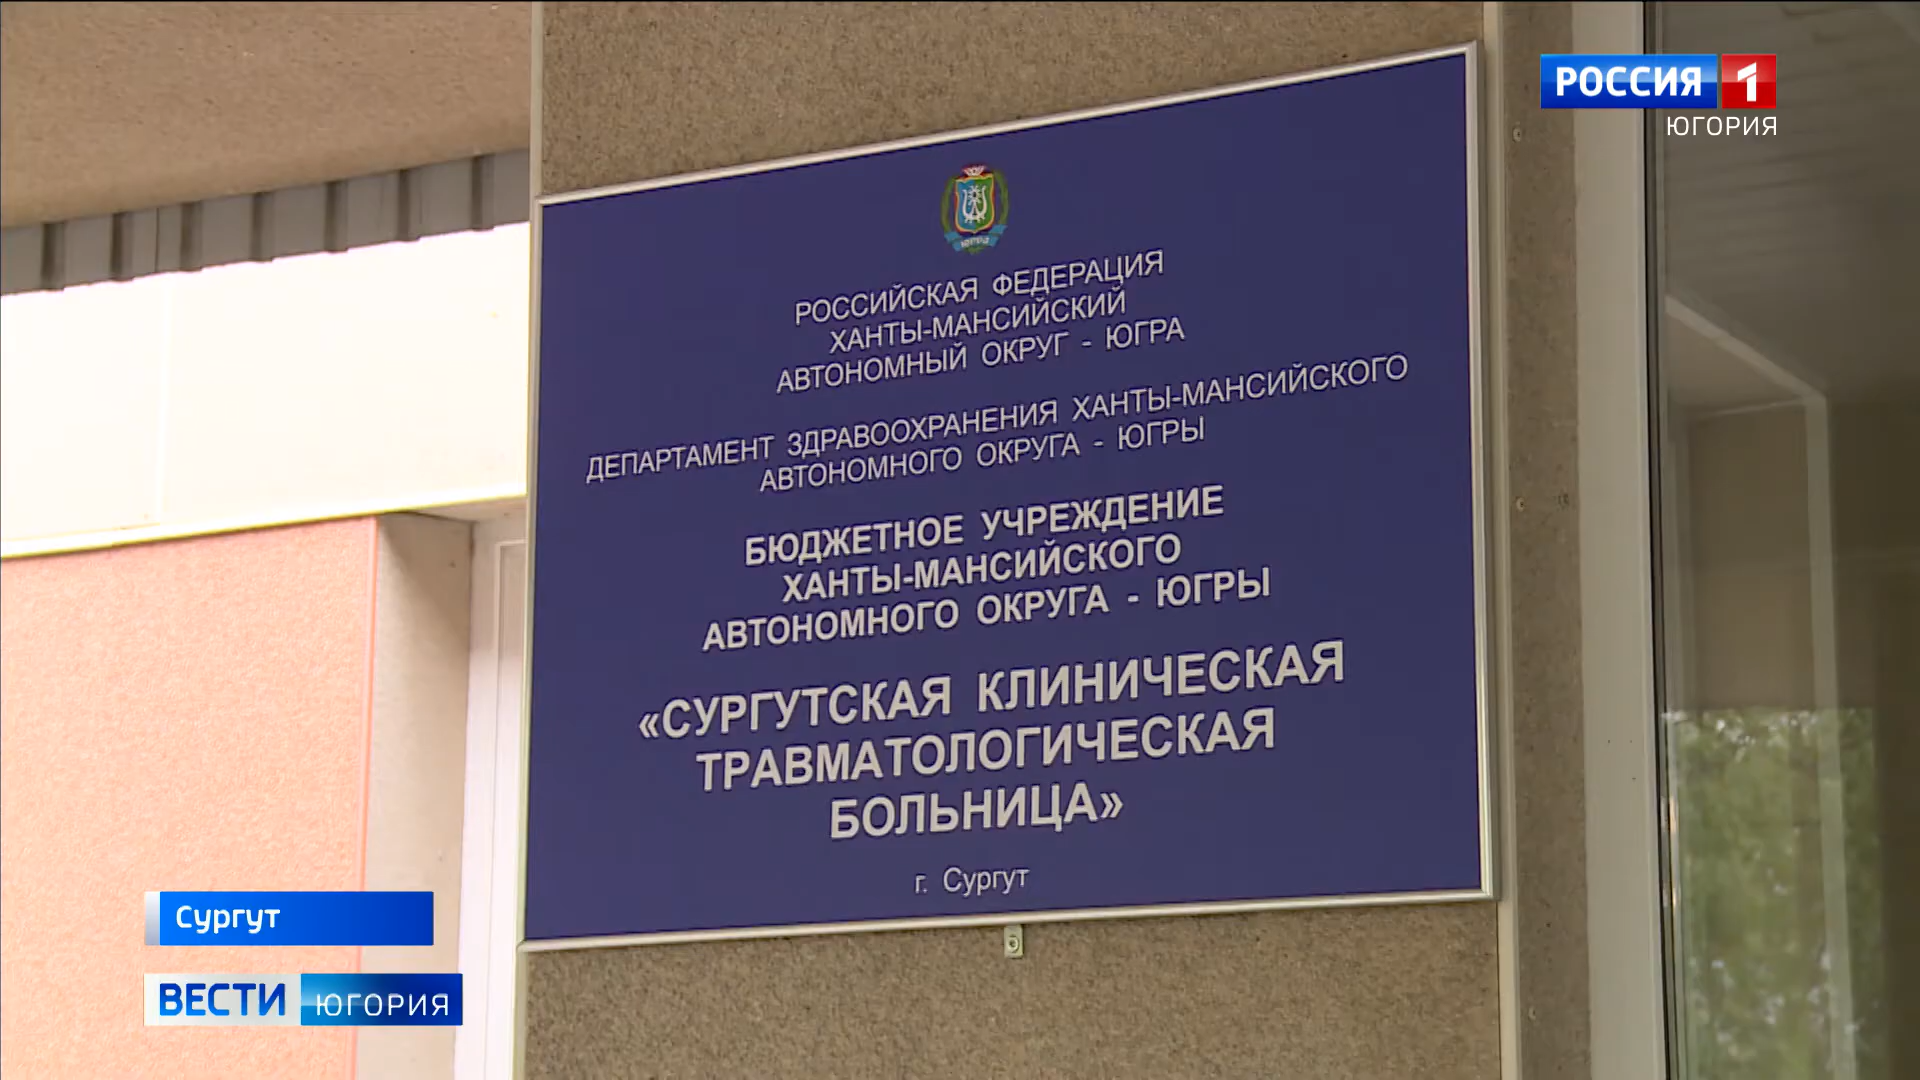 РОССИЯ 1
ЮГОРИЯ
ЮГРА
РОССИЙСКАЯ ФЕДЕРАЦИЯ
ХАНТЫ-МАНСИЙСКИЙ
АВТОНОМНЫЙ ОКРУГ - ЮГРА
ДЕПАРТАМЕНТ ЗДРАВООХРАНЕНИЯ ХАНТЫ-МАНСИЙСКОГО
АВТОНОМНОГО ОКРУГА - ЮГРЫ
БЮДЖЕТНОЕ УЧРЕЖДЕНИЕ
ХАНТЫ-МАНСИЙСКОГО
АВТОНОМНОГО ОКРУГА - ЮГРЫ
«СУРГУТСКАЯ КЛИНИЧЕСКАЯ
ТРАВМАТОЛОГИЧЕСКАЯ
БОЛЬНИЦА»
г. Сургут
Сургут
ВЕСТИ ЮГОРИЯ